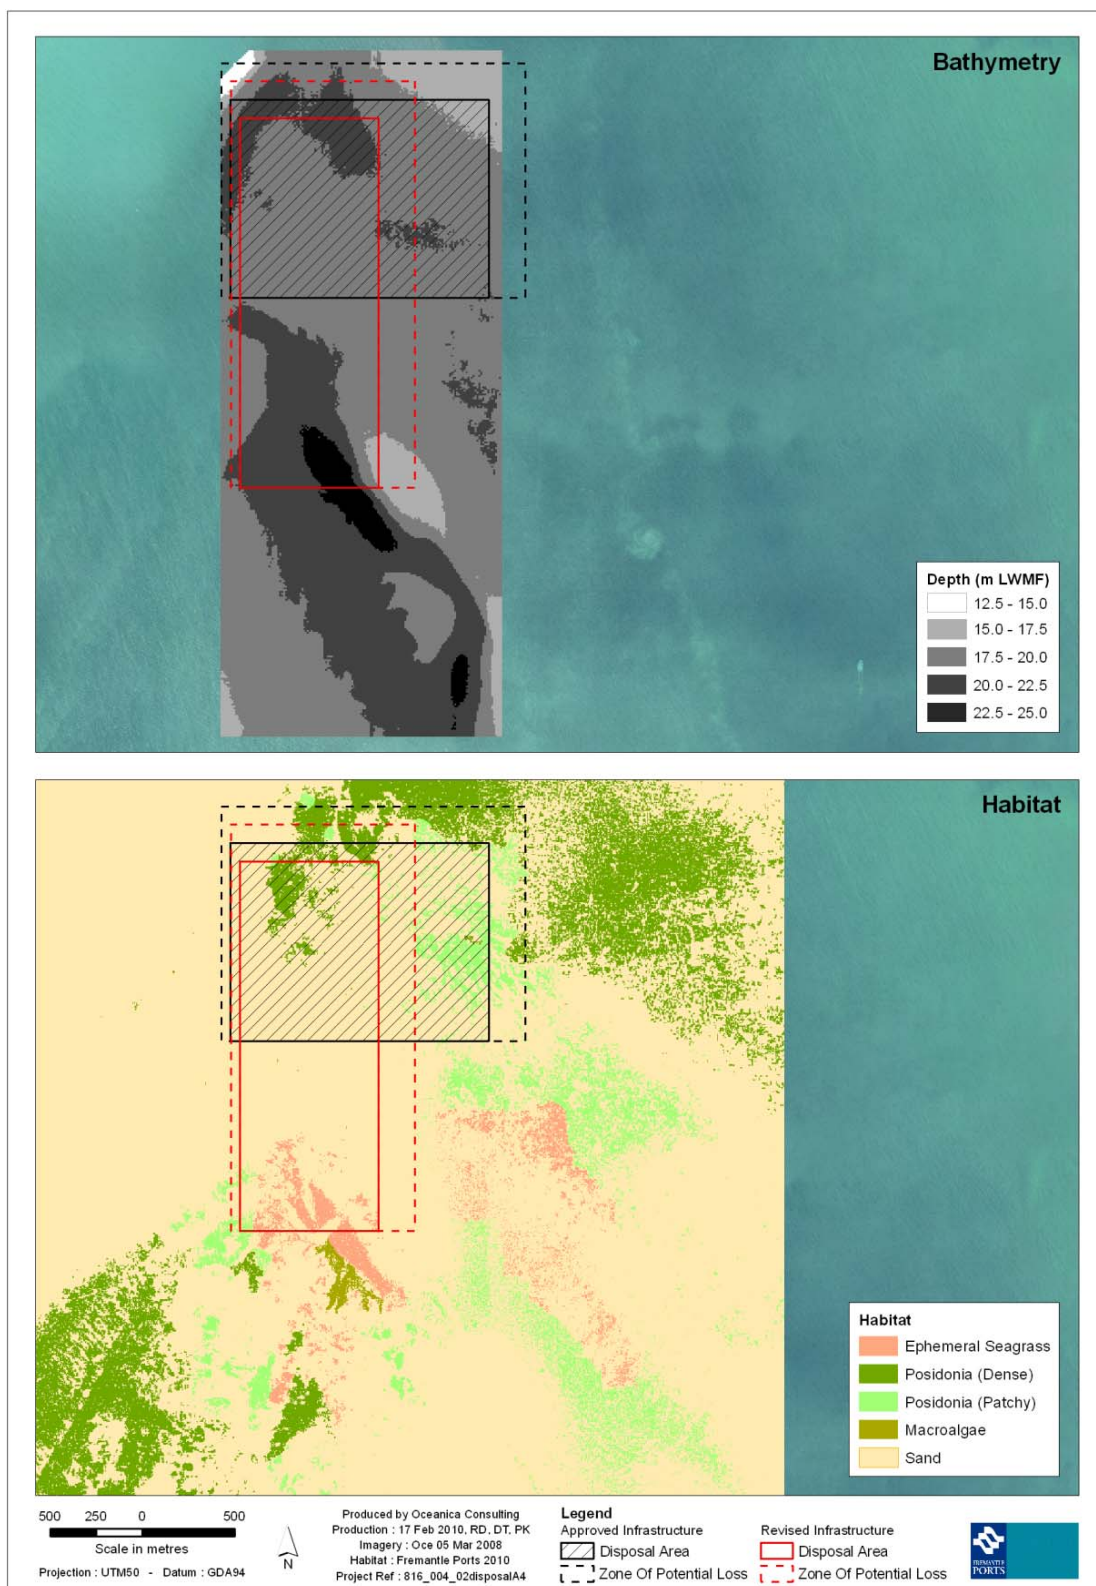 Bathymetry
Depth (m LWMF)
12.5 - 15.0
15.0 - 17.5
17.5 - 20.0
20.0 - 22.5
22.5 - 25.0
Habitat
Habitat
Ephemeral Seagrass
Posidonia (Dense)
Posidonia (Patchy)
Macroalgae
Sand
500 250 0 500
Scale in metres
Projection : UTM50 - Datum : GDA94
N
Produced by Oceanica Consulting
Production : 17 Feb 2010, RD, DT, PK
Imagery : Oce 05 Mar 2008
Habitat : Fremantle Ports 2010
Project Ref : 816_004_02disposalA4
Legend
Approved Infrastructure
Disposal Area
Zone Of Potential Loss
Revised Infrastructure
Disposal Area
Zone Of Potential Loss
FREMANTLE
PORTS